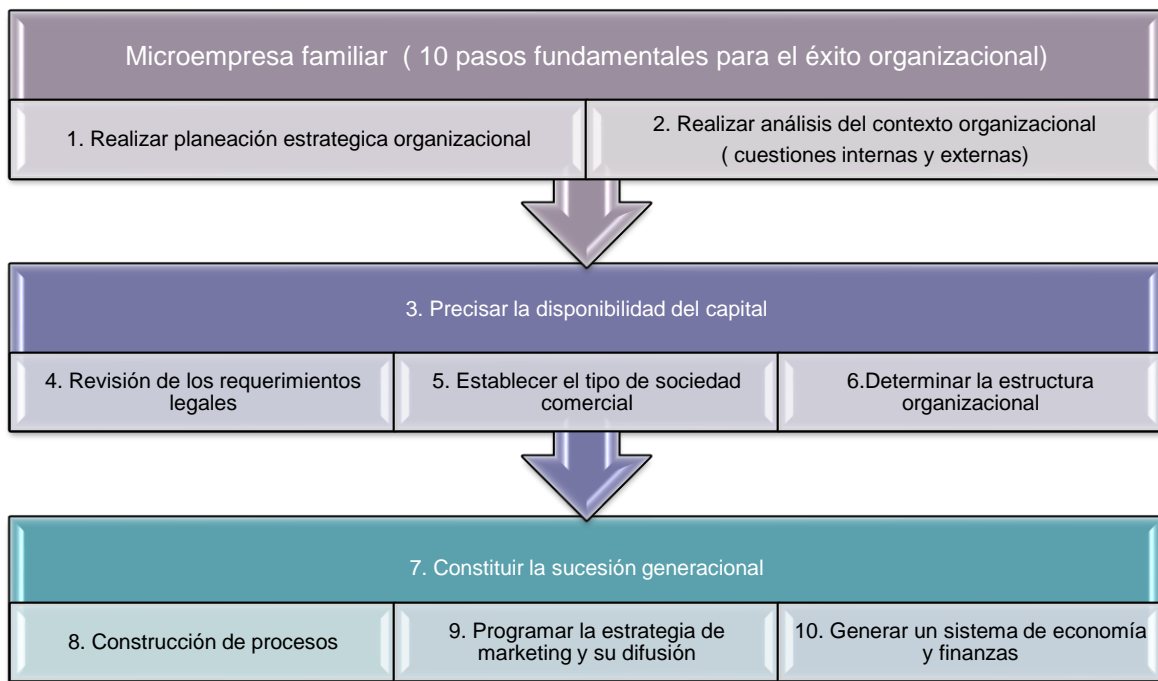 Microempresa familiar ( 10 pasos fundamentales para el éxito organizacional)
1. Realizar planeación estrategica organizacional
2. Realizar análisis del contexto organizacional
( cuestiones internas y externas)
3. Precisar la disponibilidad del capital
4. Revisión de los requerimientos
legales
5. Establecer el tipo de sociedad
comercial
6.Determinar la estructura
organizacional
7. Constituir la sucesión generacional
8. Construcción de procesos
9. Programar la estrategia de
marketing y su difusión
10. Generar un sistema de economía
y finanzas